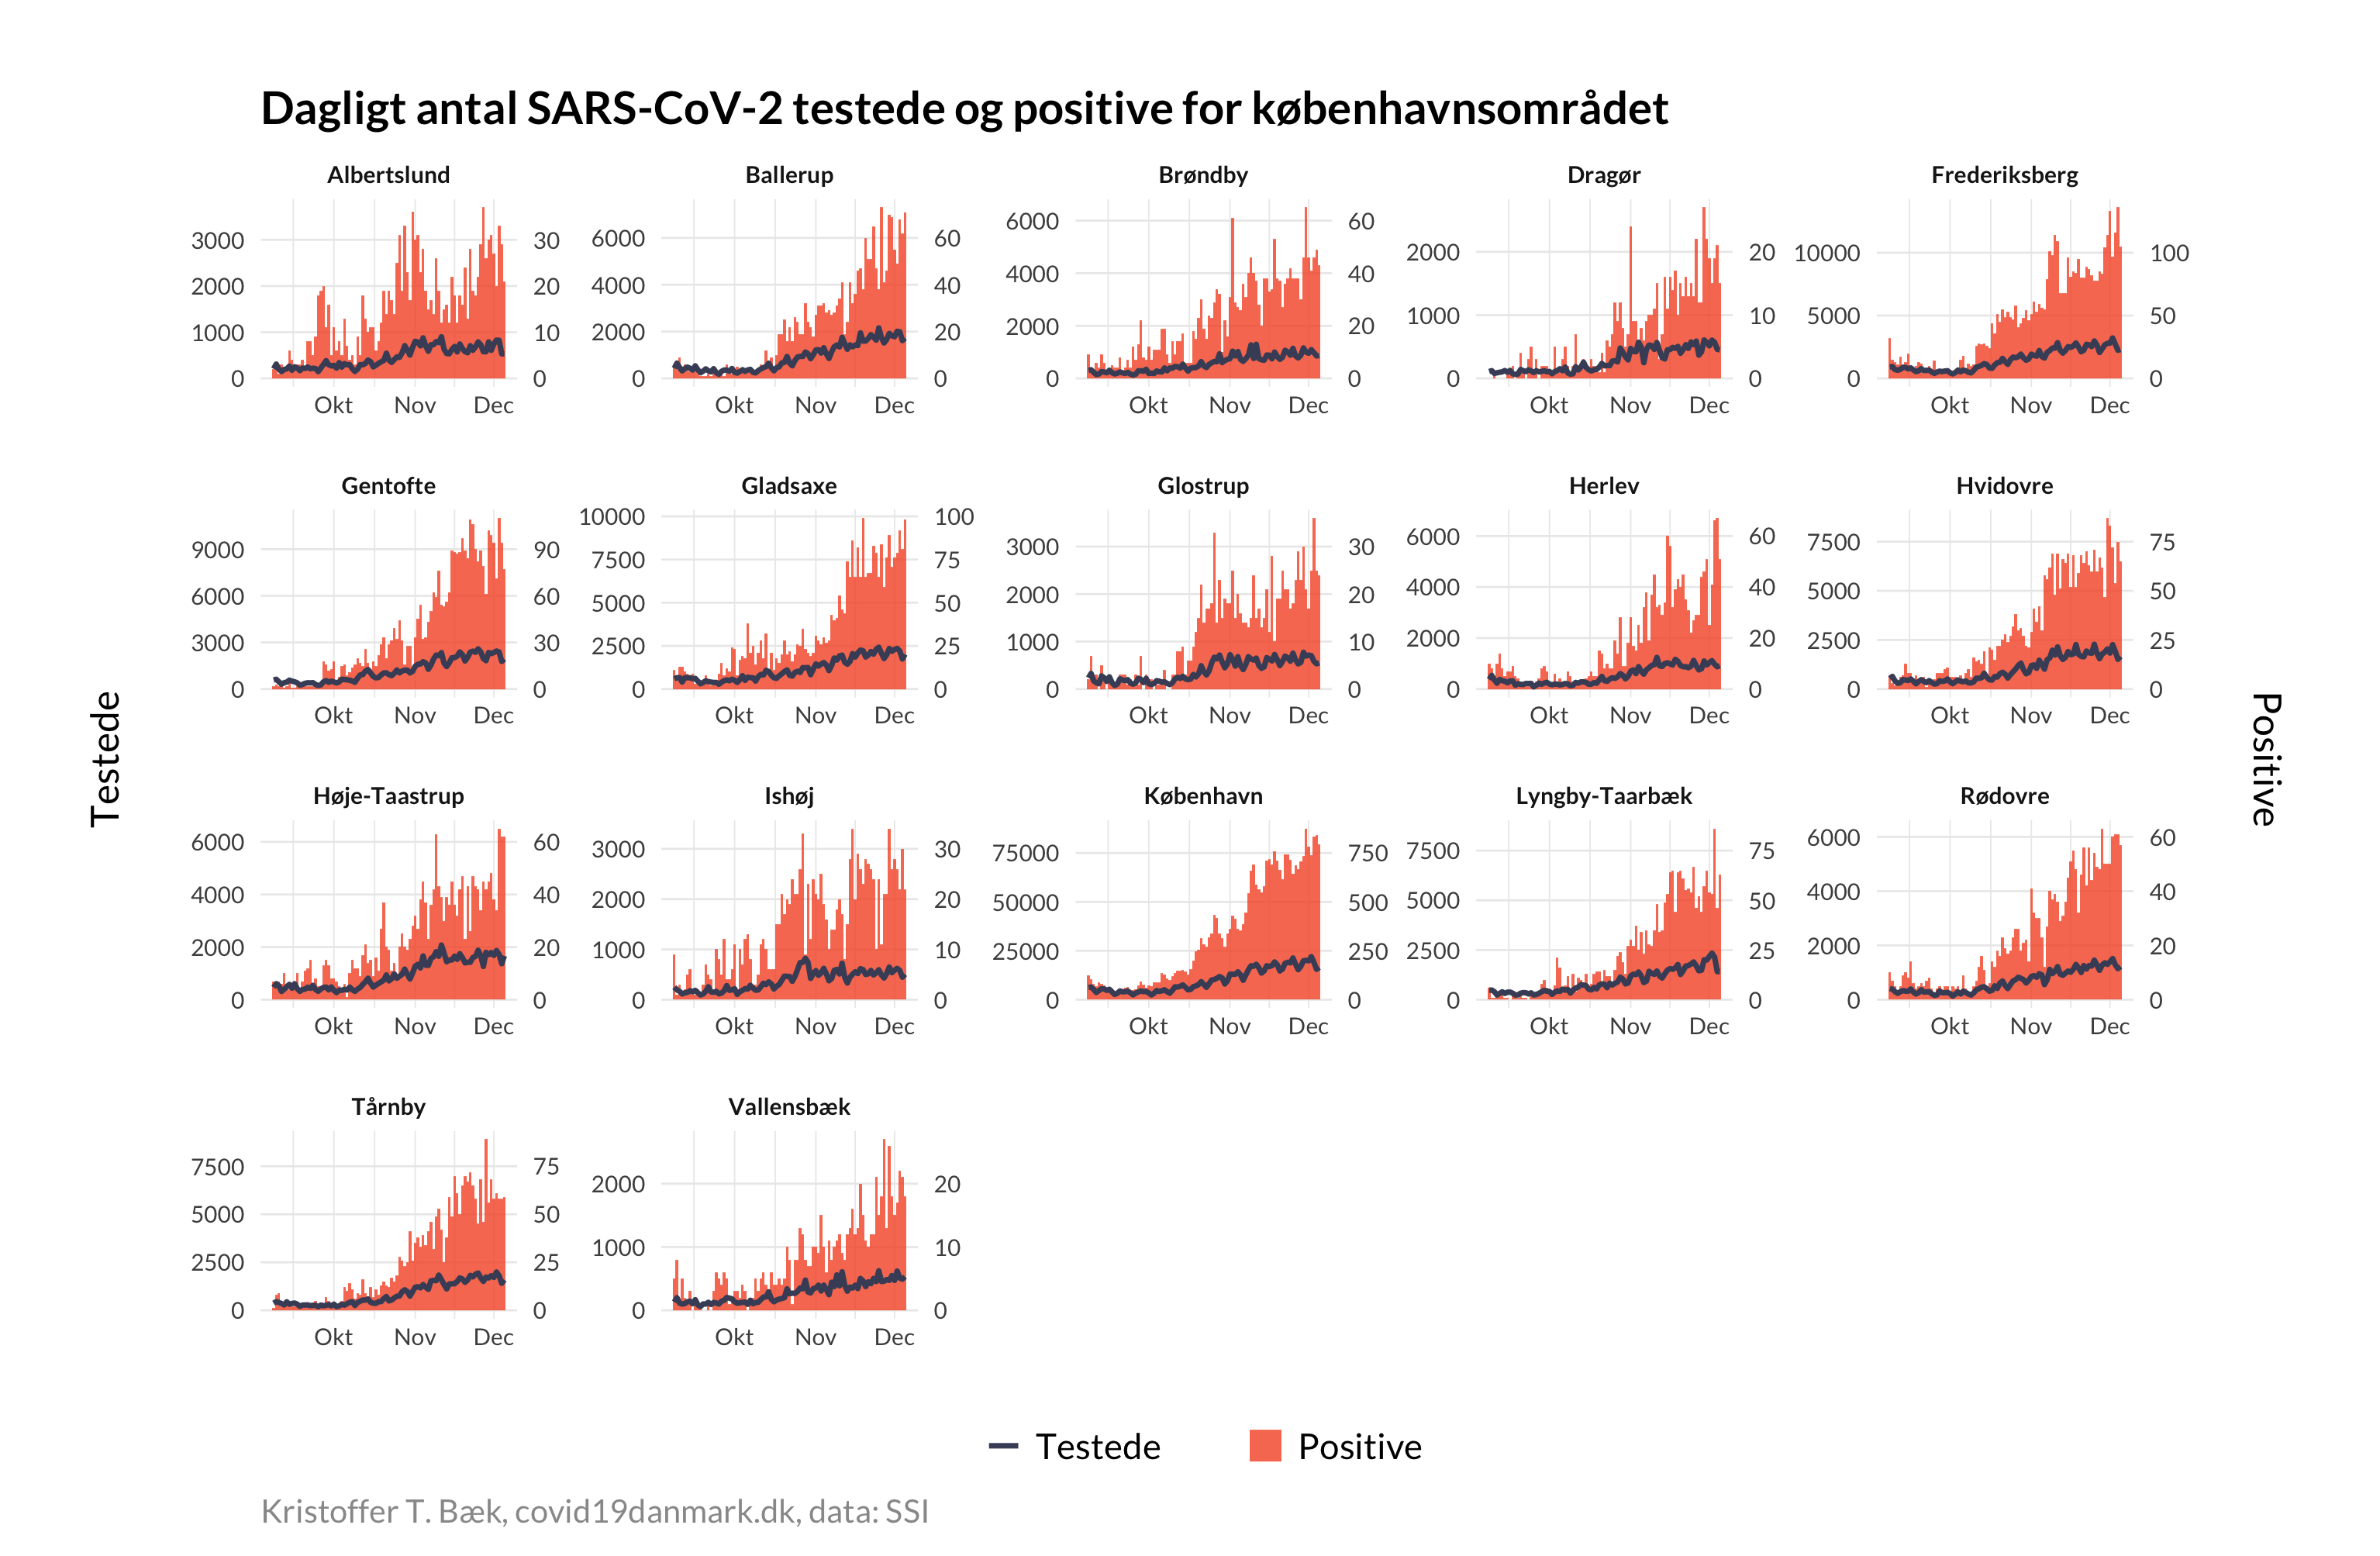 Dagligt antal SARS-CoV-2 testede og positive for københavnsområdet
Albertslund Ballerup Brøndby Dragør Frederiksberg
3000 30 6000 60 6000 60 2000 20 10000 100
2000 20 4000 40 4000 40 1000 10 5000 50
1000 10 2000 20 2000 20
0 0 0 0 0 0 0 0 0 0
Okt Nov Dec Okt Nov Dec Okt Nov Dec Okt Nov Dec Okt Nov Dec
Gentofte Gladsaxe Glostrup Herlev Hvidovre
10000 100
9000 90 7500 75 3000 30 6000 60 7500 75
6000 60 5000 50 2000 20 4000 40 5000 50
3000 30 2500 25 1000 10 2000 20 2500 25
0 0 0 0 0 0 0 0 0 0
Okt Nov Dec Okt Nov Dec Okt Nov Dec Okt Nov Dec Okt Nov Dec
Testede
Positive
Høje-Taastrup Ishøj København Lyngby-Taarbæk Rødovre
6000 60 3000 30 75000 750 7500 75 6000 60
4000 40 2000 20 50000 500 5000 50 4000 40
2000 20 1000 10 25000 250 2500 25 2000 20
0 0 0 0 0 0 0 0 0 0
Okt Nov Dec Okt Nov Dec Okt Nov Dec Okt Nov Dec Okt Nov Dec
Tårnby Vallensbæk
7500 75 2000 20
5000 50 1000 10
2500 25
0 0 0 0
Okt Nov Dec Okt Nov Dec
Testede Positive
Kristoffer T. Bæk, covid19danmark.dk, data: SSI